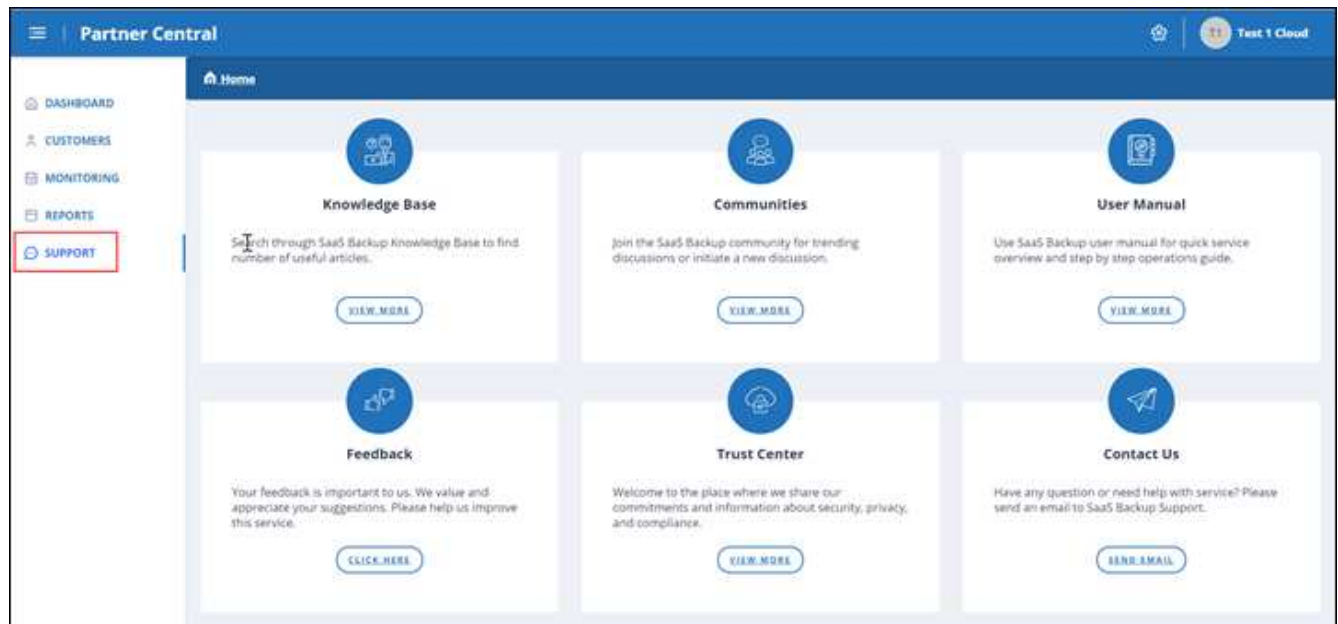 Partner Central
T1
Test 1 Cloud
Home
DASHBOARD
CUSTOMERS
MONITORING
REPORTS
SUPPORT
Knowledge Base
Search through SaaS Backup Knowledge Base to find
number of useful articles.
VIEW MORE
Communities
Join the SaaS Backup community for trending
discussions or initiate a new discussion.
VIEW MORE
User Manual
Use SaaS Backup user manual for quick service
overview and step by step operations guide.
VIEW MORE
Feedback
Your feedback is important to us. We value and
appreciate your suggestions. Please help us improve
this service.
CLICK HERE
Trust Center
Welcome to the place where we share our
commitments and information about security, privacy,
and compliance.
VIEW MORE
Contact Us
Have any question or need help with service? Please
send an email to SaaS Backup Support.
SEND EMAIL